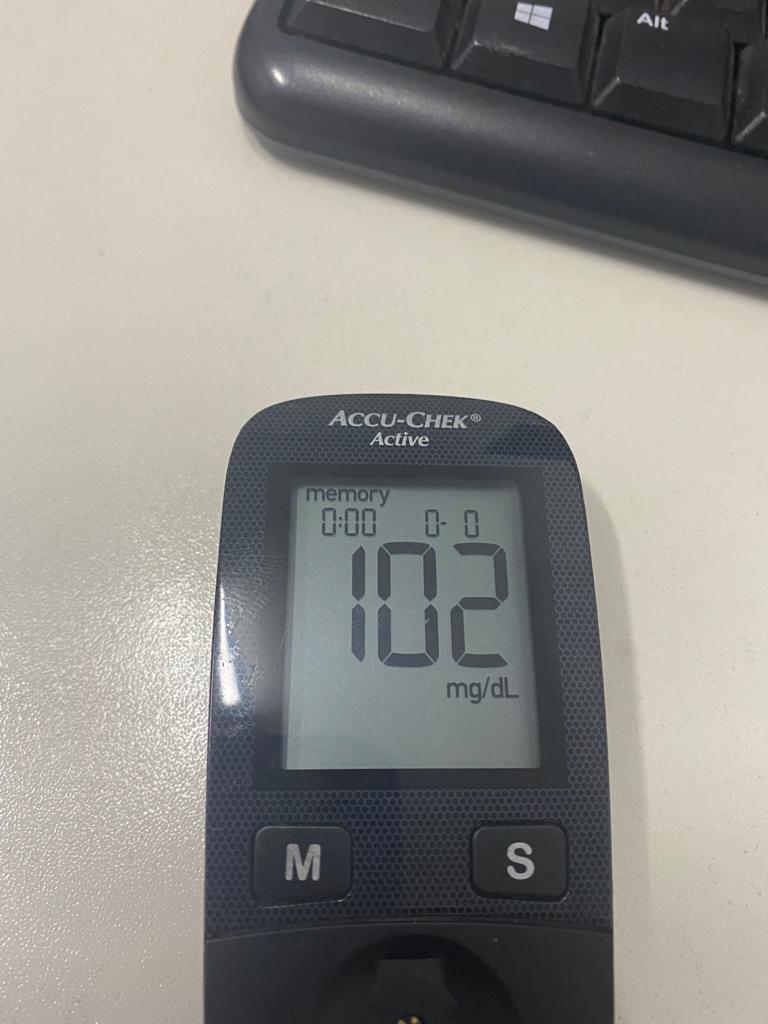 Alt
ACCU-CHEK®
Active
memory
0:00 0- 0
102
mg/dL
M S